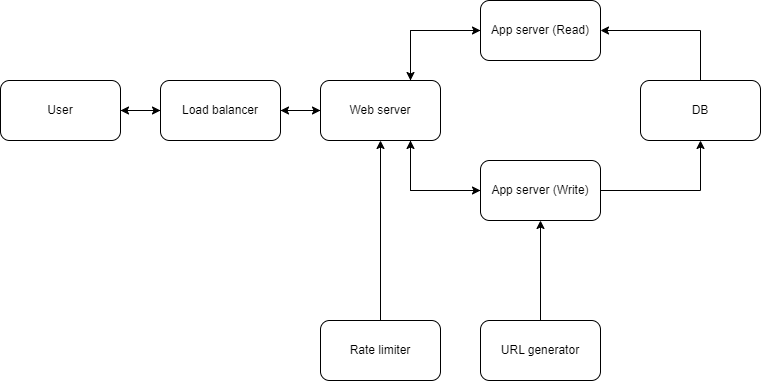 App server (Read)
User
Load balancer
Web server
DB
App server (Write)
Rate limiter
URL generator